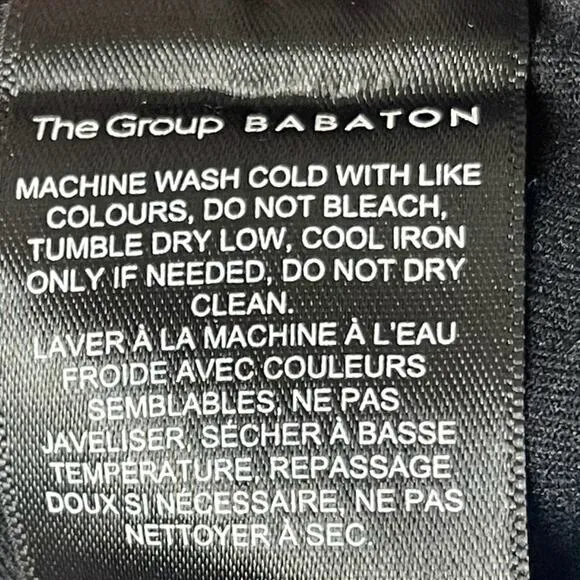 The Group BABATON
MACHINE WASH COLD WITH LIKE
COLOURS, DO NOT BLEACH,
TUMBLE DRY LOW, COOL IRON
ONLY IF NEEDED, DO NOT DRY
CLEAN.
LAVER À LA MACHINE À L'EAU
FROIDE AVEC COULEURS
SEMBLABLES, NE PAS
JAVELISER, SÉCHER À BASSE
TEMPÉRATURE, REPASSAGE
DOUX SI NÉCESSAIRE, NE PAS
NETTOYER À SEC.